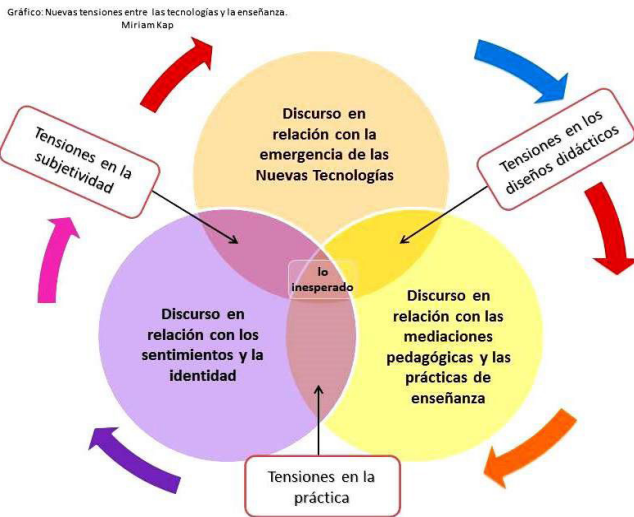 Gráfico: Nuevas tensiones entre las tecnologías y la enseñanza.
Miriam Kap
Discurso en
relación con la
emergencia de las
Nuevas Tecnologías
Tensiones en la
subjetividad
Tensiones en los
diseños didácticos
lo
inesperado
Discurso en
relación con los
sentimientos y la
identidad
Discurso en
relación con las
mediaciones
pedagógicas y las
prácticas de
enseñanza
Tensiones en la
práctica